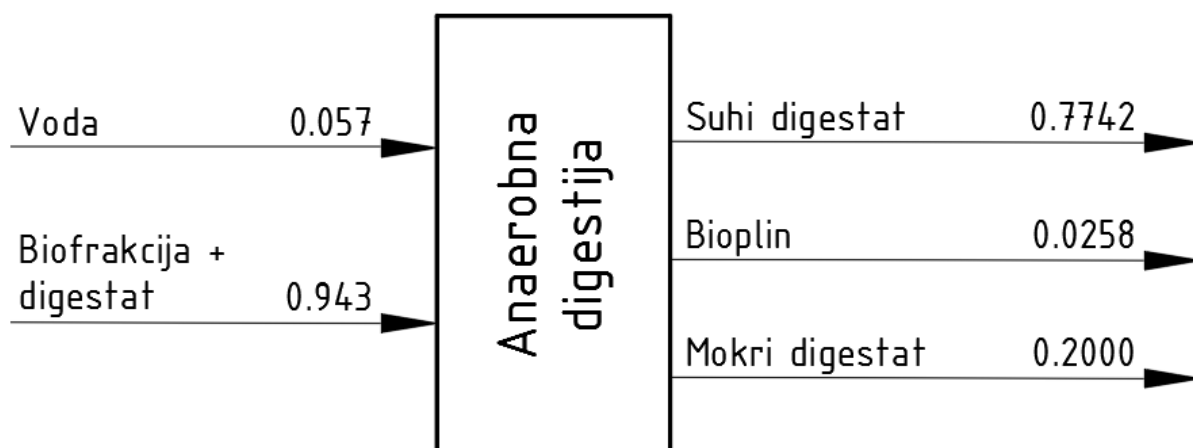 Voda 0.057
Biofrakcija +
digestat 0.943
Anaerobna
digestija
Suhi digestat 0.7742
Bioplin 0.0258
Mokri digestat 0.2000